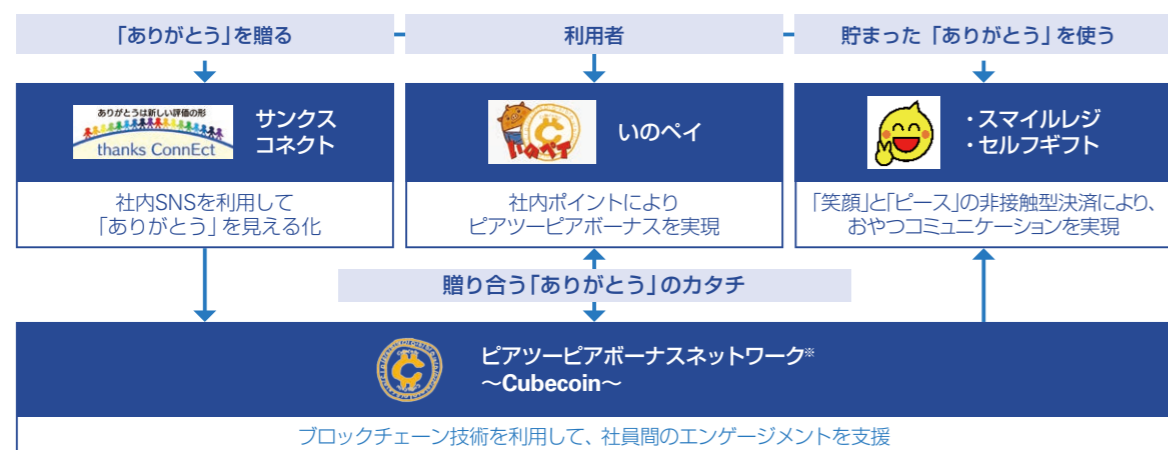 「ありがとう」を贈る
利用者
貯まった「ありがとう」を使う
ありがとうは新しい評価の形
thanks ConnEct
サンクス
コネクト
いのペイ
いのペイ
・スマイルレジ
・セルフギフト
社内SNSを利用して
「ありがとう」を見える化
社内ポイントにより
ピアツーピアボーナスを実現
「笑顔」と「ピース」の非接触型決済により、
おやつコミュニケーションを実現
贈り合う「ありがとう」のカタチ
ピアツーピアボーナスネットワーク※
～Cubecoin～
ブロックチェーン技術を利用して、社員間のエンゲージメントを支援